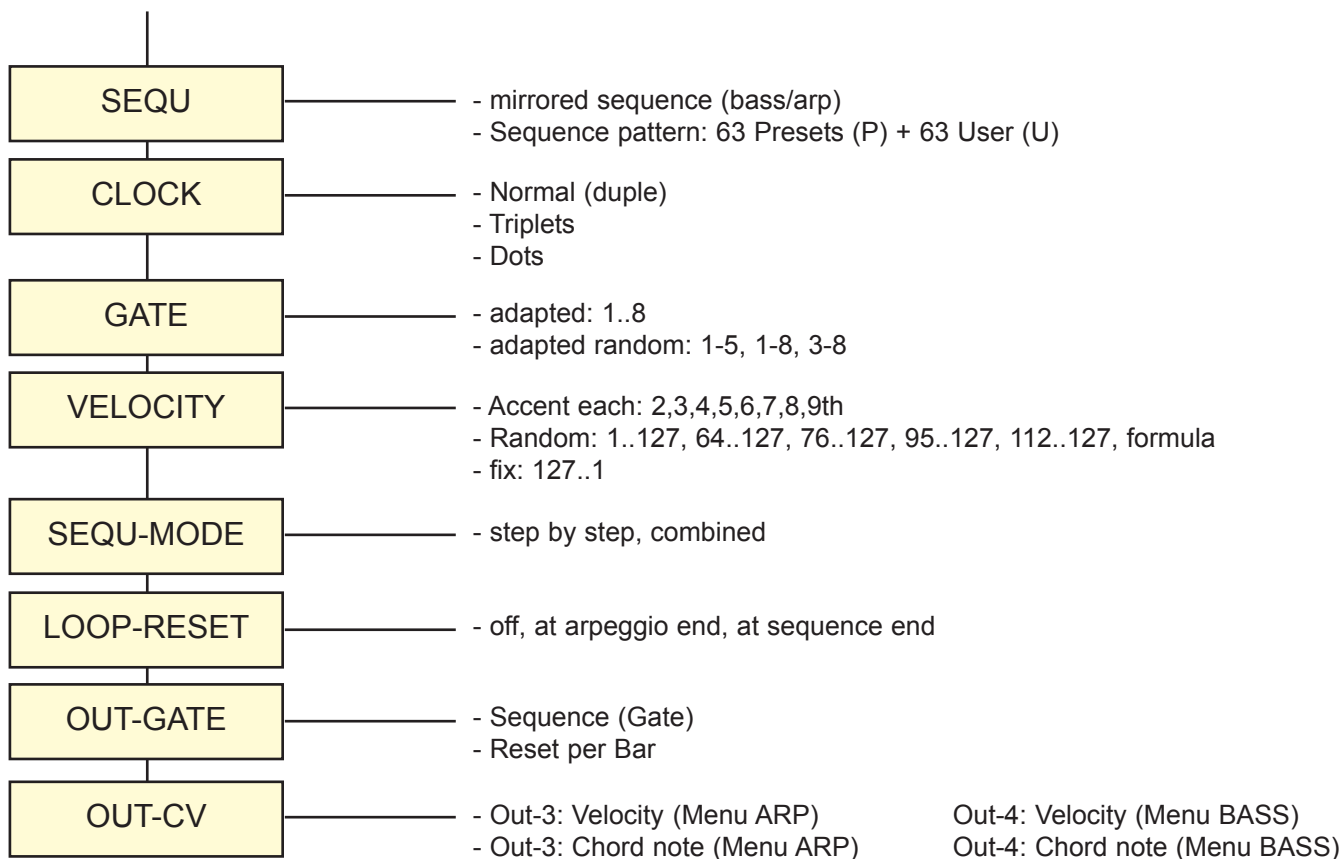 SEQU
- mirrored sequence (bass/arp)
- Sequence pattern: 63 Presets (P) + 63 User (U)
CLOCK
- Normal (duple)
- Triplets
- Dots
GATE
- adapted: 1..8
- adapted random: 1-5, 1-8, 3-8
VELOCITY
- Accent each: 2,3,4,5,6,7,8,9th
- Random: 1..127, 64..127, 76..127, 95..127, 112..127, formula
- fix: 127..1
SEQU-MODE
- step by step, combined
LOOP-RESET
- off, at arpeggio end, at sequence end
OUT-GATE
- Sequence (Gate)
- Reset per Bar
OUT-CV
- Out-3: Velocity (Menu ARP) Out-4: Velocity (Menu BASS)
- Out-3: Chord note (Menu ARP) Out-4: Chord note (Menu BASS)